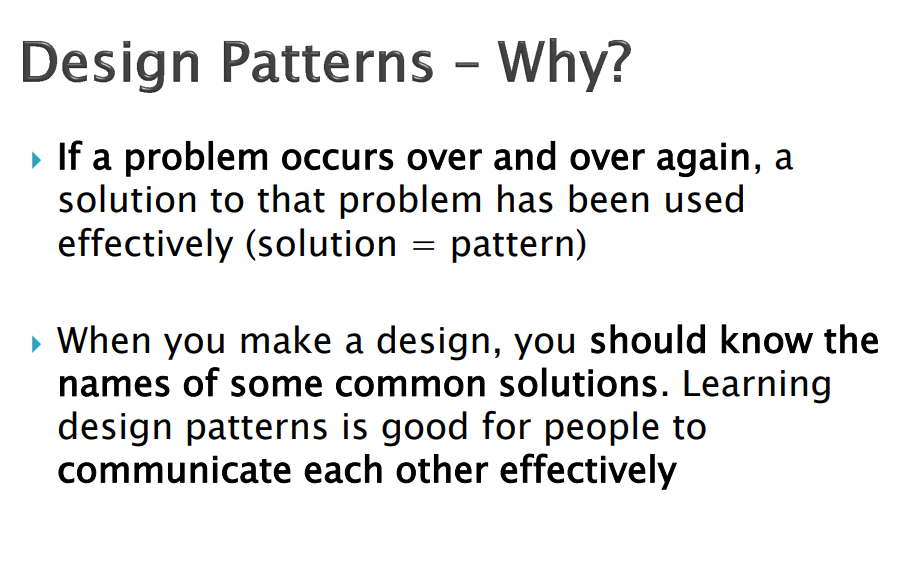 Design Patterns – Why?
If a problem occurs over and over again, a
solution to that problem has been used
effectively (solution = pattern)
When you make a design, you should know the
names of some common solutions. Learning
design patterns is good for people to
communicate each other effectively